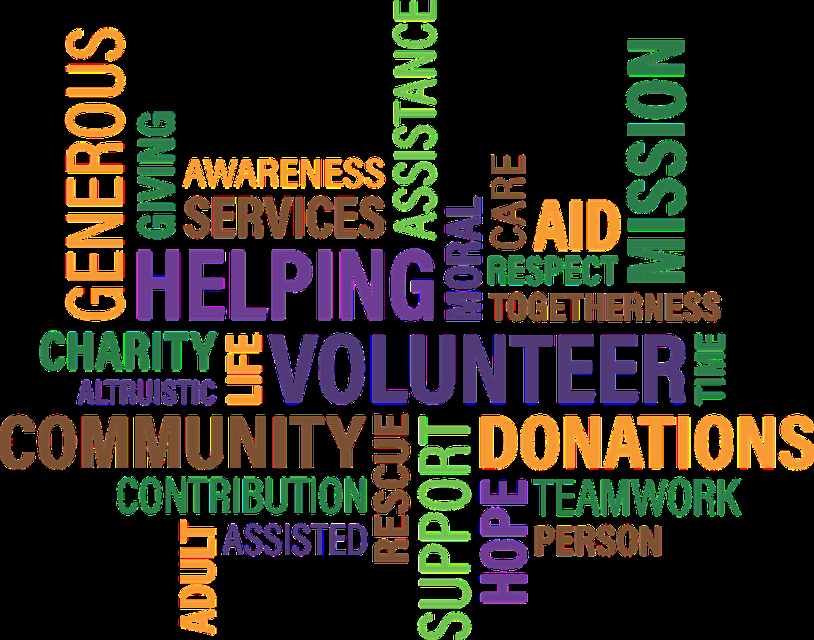 GENEROUS
GIVING
AWARENESS
SERVICES
ASSISTANCE
HELPING
MORAL
CARE
AID
RESPECT
TOGETHERNESS
MISSION
CHARITY
ALTRUISTIC
LIFE
VOLUNTEER
TIME
COMMUNITY
RESCUE
SUPPORT
DONATIONS
CONTRIBUTION
ADULT
ASSISTED
HOPE
TEAMWORK
PERSON